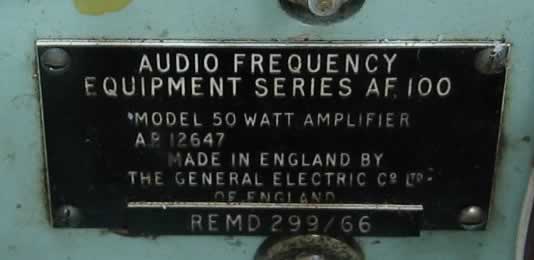 AUDIO FREQUENCY
EQUIPMENT SERIES AF.100
MODEL 50 WATT AMPLIFIER
A.P. 12647
MADE IN ENGLAND BY
THE GENERAL ELECTRIC Cº LTD.
OF ENGLAND
REMD 299/66